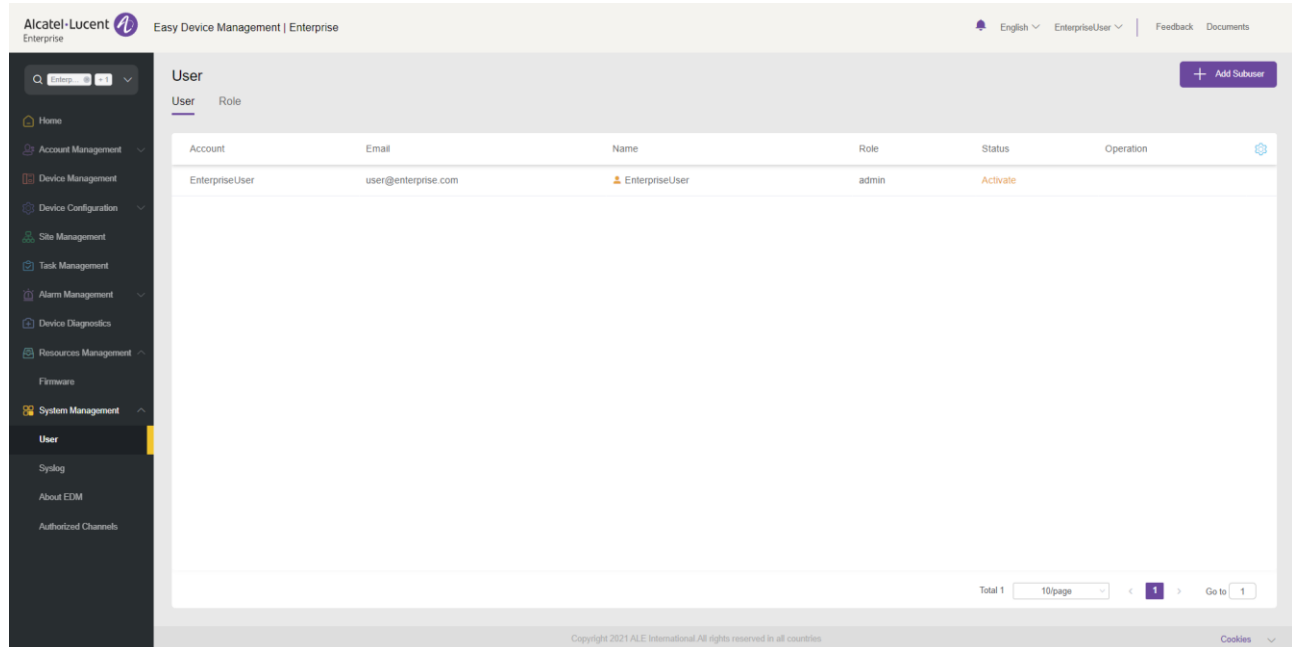 Alcatel·Lucent Enterprise
Easy Device Management | Enterprise
English EnterpriseUser Feedback Documents
Enterp... + 1
Home
Account Management
Device Management
Device Configuration
Site Management
Task Management
Alarm Management
Device Diagnostics
Resources Management
Firmware
System Management
User
Syslog
About EDM
Authorized Channels
User
Add Subuser
User Role
Account Email Name Role Status Operation
EnterpriseUser user@enterprise.com EnterpriseUser admin Activate
Total 1 10/page < 1 > Go to 1
Copyright 2021 ALE International.All rights reserved in all countries
Cookies